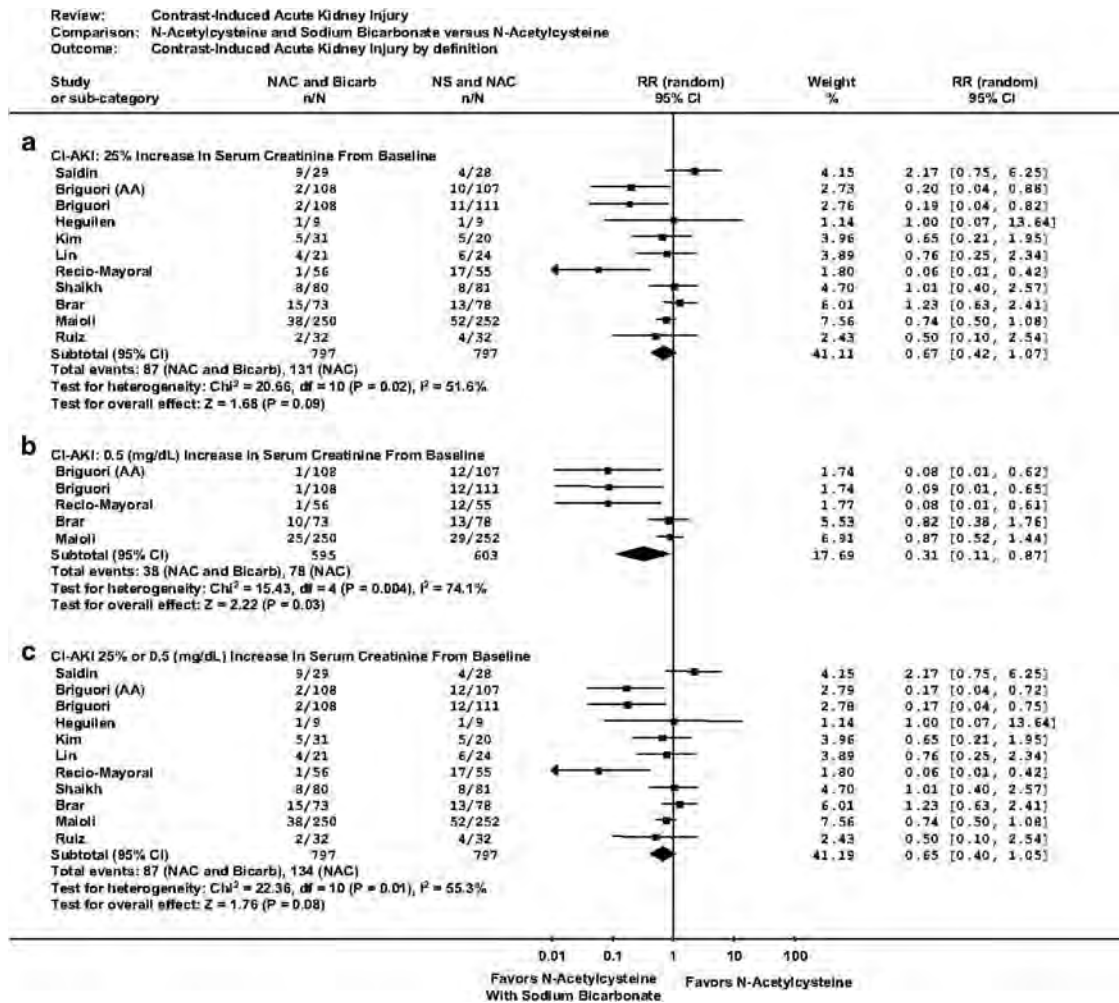 Review: Contrast-Induced Acute Kidney Injury
Comparison: N-Acetylcysteine and Sodium Bicarbonate versus N-Acetylcysteine
Outcome: Contrast-Induced Acute Kidney Injury by definition
Study NAC and Bicarb NS and NAC RR (random) Weight RR (random)
or sub-category n/N n/N 95% CI % 95% CI
a
CI-AKI: 25% Increase In Serum Creatinine From Baseline
Saidin 9/29 4/28 4.15 2.17 [0.75, 6.25]
Briguori (AA) 2/108 10/107 2.73 0.20 [0.04, 0.88]
Briguori 2/108 11/111 2.76 0.19 [0.04, 0.82]
Heguilen 1/9 1/9 1.14 1.00 [0.07, 13.64]
Kim 5/31 5/20 3.96 0.65 [0.21, 1.95]
Lin 4/21 6/24 3.89 0.76 [0.25, 2.34]
Recio-Mayoral 1/56 17/55 1.80 0.06 [0.01, 0.42]
Shaikh 8/80 8/81 4.70 1.01 [0.40, 2.57]
Brar 15/73 13/78 6.01 1.23 [0.63, 2.41]
Maioli 38/250 52/252 7.56 0.74 [0.50, 1.08]
Ruiz 2/32 4/32 2.43 0.50 [0.10, 2.54]
Subtotal (95% CI) 797 797 41.11 0.67 [0.42, 1.07]
Total events: 87 (NAC and Bicarb), 131 (NAC)
Test for heterogeneity: Chi² = 20.66, df = 10 (P = 0.02), I² = 51.6%
Test for overall effect: Z = 1.68 (P = 0.09)
b
CI-AKI: 0.5 (mg/dL) Increase In Serum Creatinine From Baseline
Briguori (AA) 1/108 12/107 1.74 0.08 [0.01, 0.62]
Briguori 1/108 12/111 1.74 0.09 [0.01, 0.65]
Recio-Mayoral 1/56 12/55 1.77 0.08 [0.01, 0.61]
Brar 10/73 13/78 5.53 0.82 [0.38, 1.76]
Maioli 25/250 29/252 6.91 0.87 [0.52, 1.44]
Subtotal (95% CI) 595 603 17.69 0.31 [0.11, 0.87]
Total events: 38 (NAC and Bicarb), 78 (NAC)
Test for heterogeneity: Chi² = 15.43, df = 4 (P = 0.004), I² = 74.1%
Test for overall effect: Z = 2.22 (P = 0.03)
c
CI-AKI 25% or 0.5 (mg/dL) Increase In Serum Creatinine From Baseline
Saidin 9/29 4/28 4.15 2.17 [0.75, 6.25]
Briguori (AA) 2/108 12/107 2.79 0.17 [0.04, 0.72]
Briguori 2/108 12/111 2.78 0.17 [0.04, 0.75]
Heguilen 1/9 1/9 1.14 1.00 [0.07, 13.64]
Kim 5/31 5/20 3.96 0.65 [0.21, 1.95]
Lin 4/21 6/24 3.89 0.76 [0.25, 2.34]
Recio-Mayoral 1/56 17/55 1.80 0.06 [0.01, 0.42]
Shaikh 8/80 8/81 4.70 1.01 [0.40, 2.57]
Brar 15/73 13/78 6.01 1.23 [0.63, 2.41]
Maioli 38/250 52/252 7.56 0.74 [0.50, 1.08]
Ruiz 2/32 4/32 2.43 0.50 [0.10, 2.54]
Subtotal (95% CI) 797 797 41.19 0.65 [0.40, 1.05]
Total events: 87 (NAC and Bicarb), 134 (NAC)
Test for heterogeneity: Chi² = 22.36, df = 10 (P = 0.01), I² = 55.3%
Test for overall effect: Z = 1.76 (P = 0.08)
0.01 0.1 1 10 100
Favors N-Acetylcysteine Favors N-Acetylcysteine
With Sodium Bicarbonate